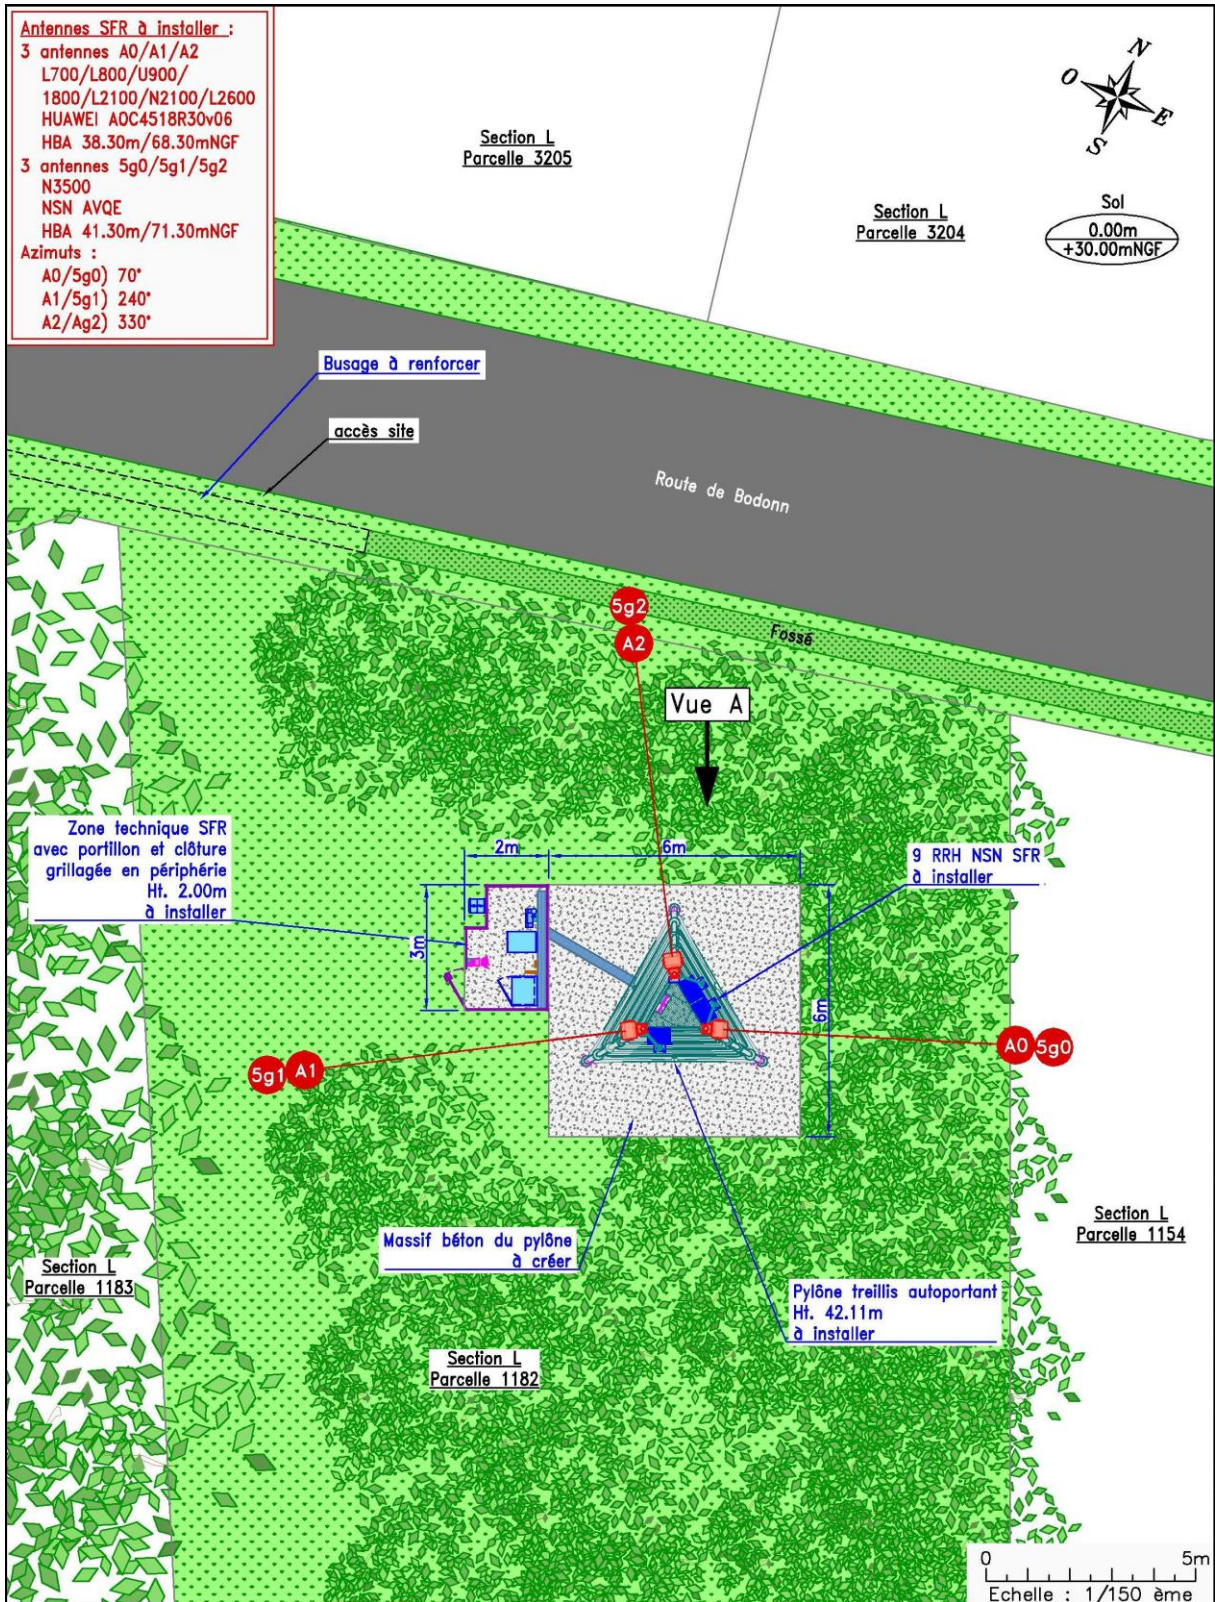 Antennes SFR à installer :
3 antennes A0/A1/A2
L700/L800/U900/
1800/L2100/N2100/L2600
HUAWEI AOC4518R30v06
HBA 38.30m/68.30mNGF
3 antennes 5g0/5g1/5g2
N3500
NSN AVQE
HBA 41.30m/71.30mNGF
Azimuts :
A0/5g0) 70°
A1/5g1) 240°
A2/Ag2) 330°
N
O
E
S
Section L
Parcelle 3205
Section L
Parcelle 3204
Sol
0.00m
+30.00mNGF
Busage à renforcer
accès site
Route de Bodonn
5g2
A2
Fossé
Vue A
Zone technique SFR
avec portillon et clôture
grillagée en périphérie
Ht. 2.00m
à installer
2m
6m
9 RRH NSN SFR
à installer
3m
6m
5g1
A1
A0
5g0
Massif béton du pylône
à créer
Section L
Parcelle 1154
Section L
Parcelle 1183
Pylône treillis autoportant
Ht. 42.11m
à installer
Section L
Parcelle 1182
0
5m
Echelle : 1/150 ème